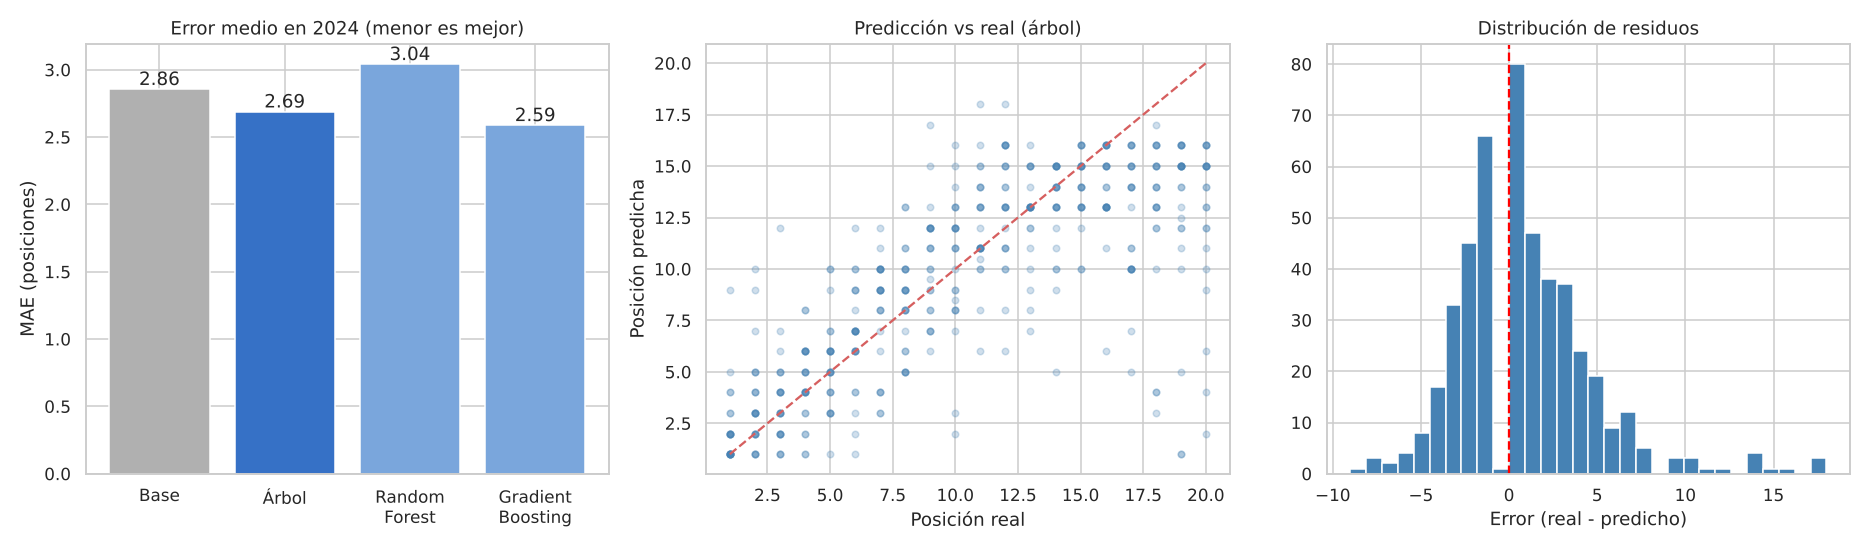 Error medio en 2024 (menor es mejor)
MAE (posiciones)
3.0
2.5
2.0
1.5
1.0
0.5
0.0
2.86
2.69
3.04
2.59
Base
Árbol
Random
Forest
Gradient
Boosting
Predicción vs real (árbol)
Posición predicha
20.0
17.5
15.0
12.5
10.0
7.5
5.0
2.5
2.5 5.0 7.5 10.0 12.5 15.0 17.5 20.0
Posición real
Distribución de residuos
80
70
60
50
40
30
20
10
0
−10 −5 0 5 10 15
Error (real - predicho)